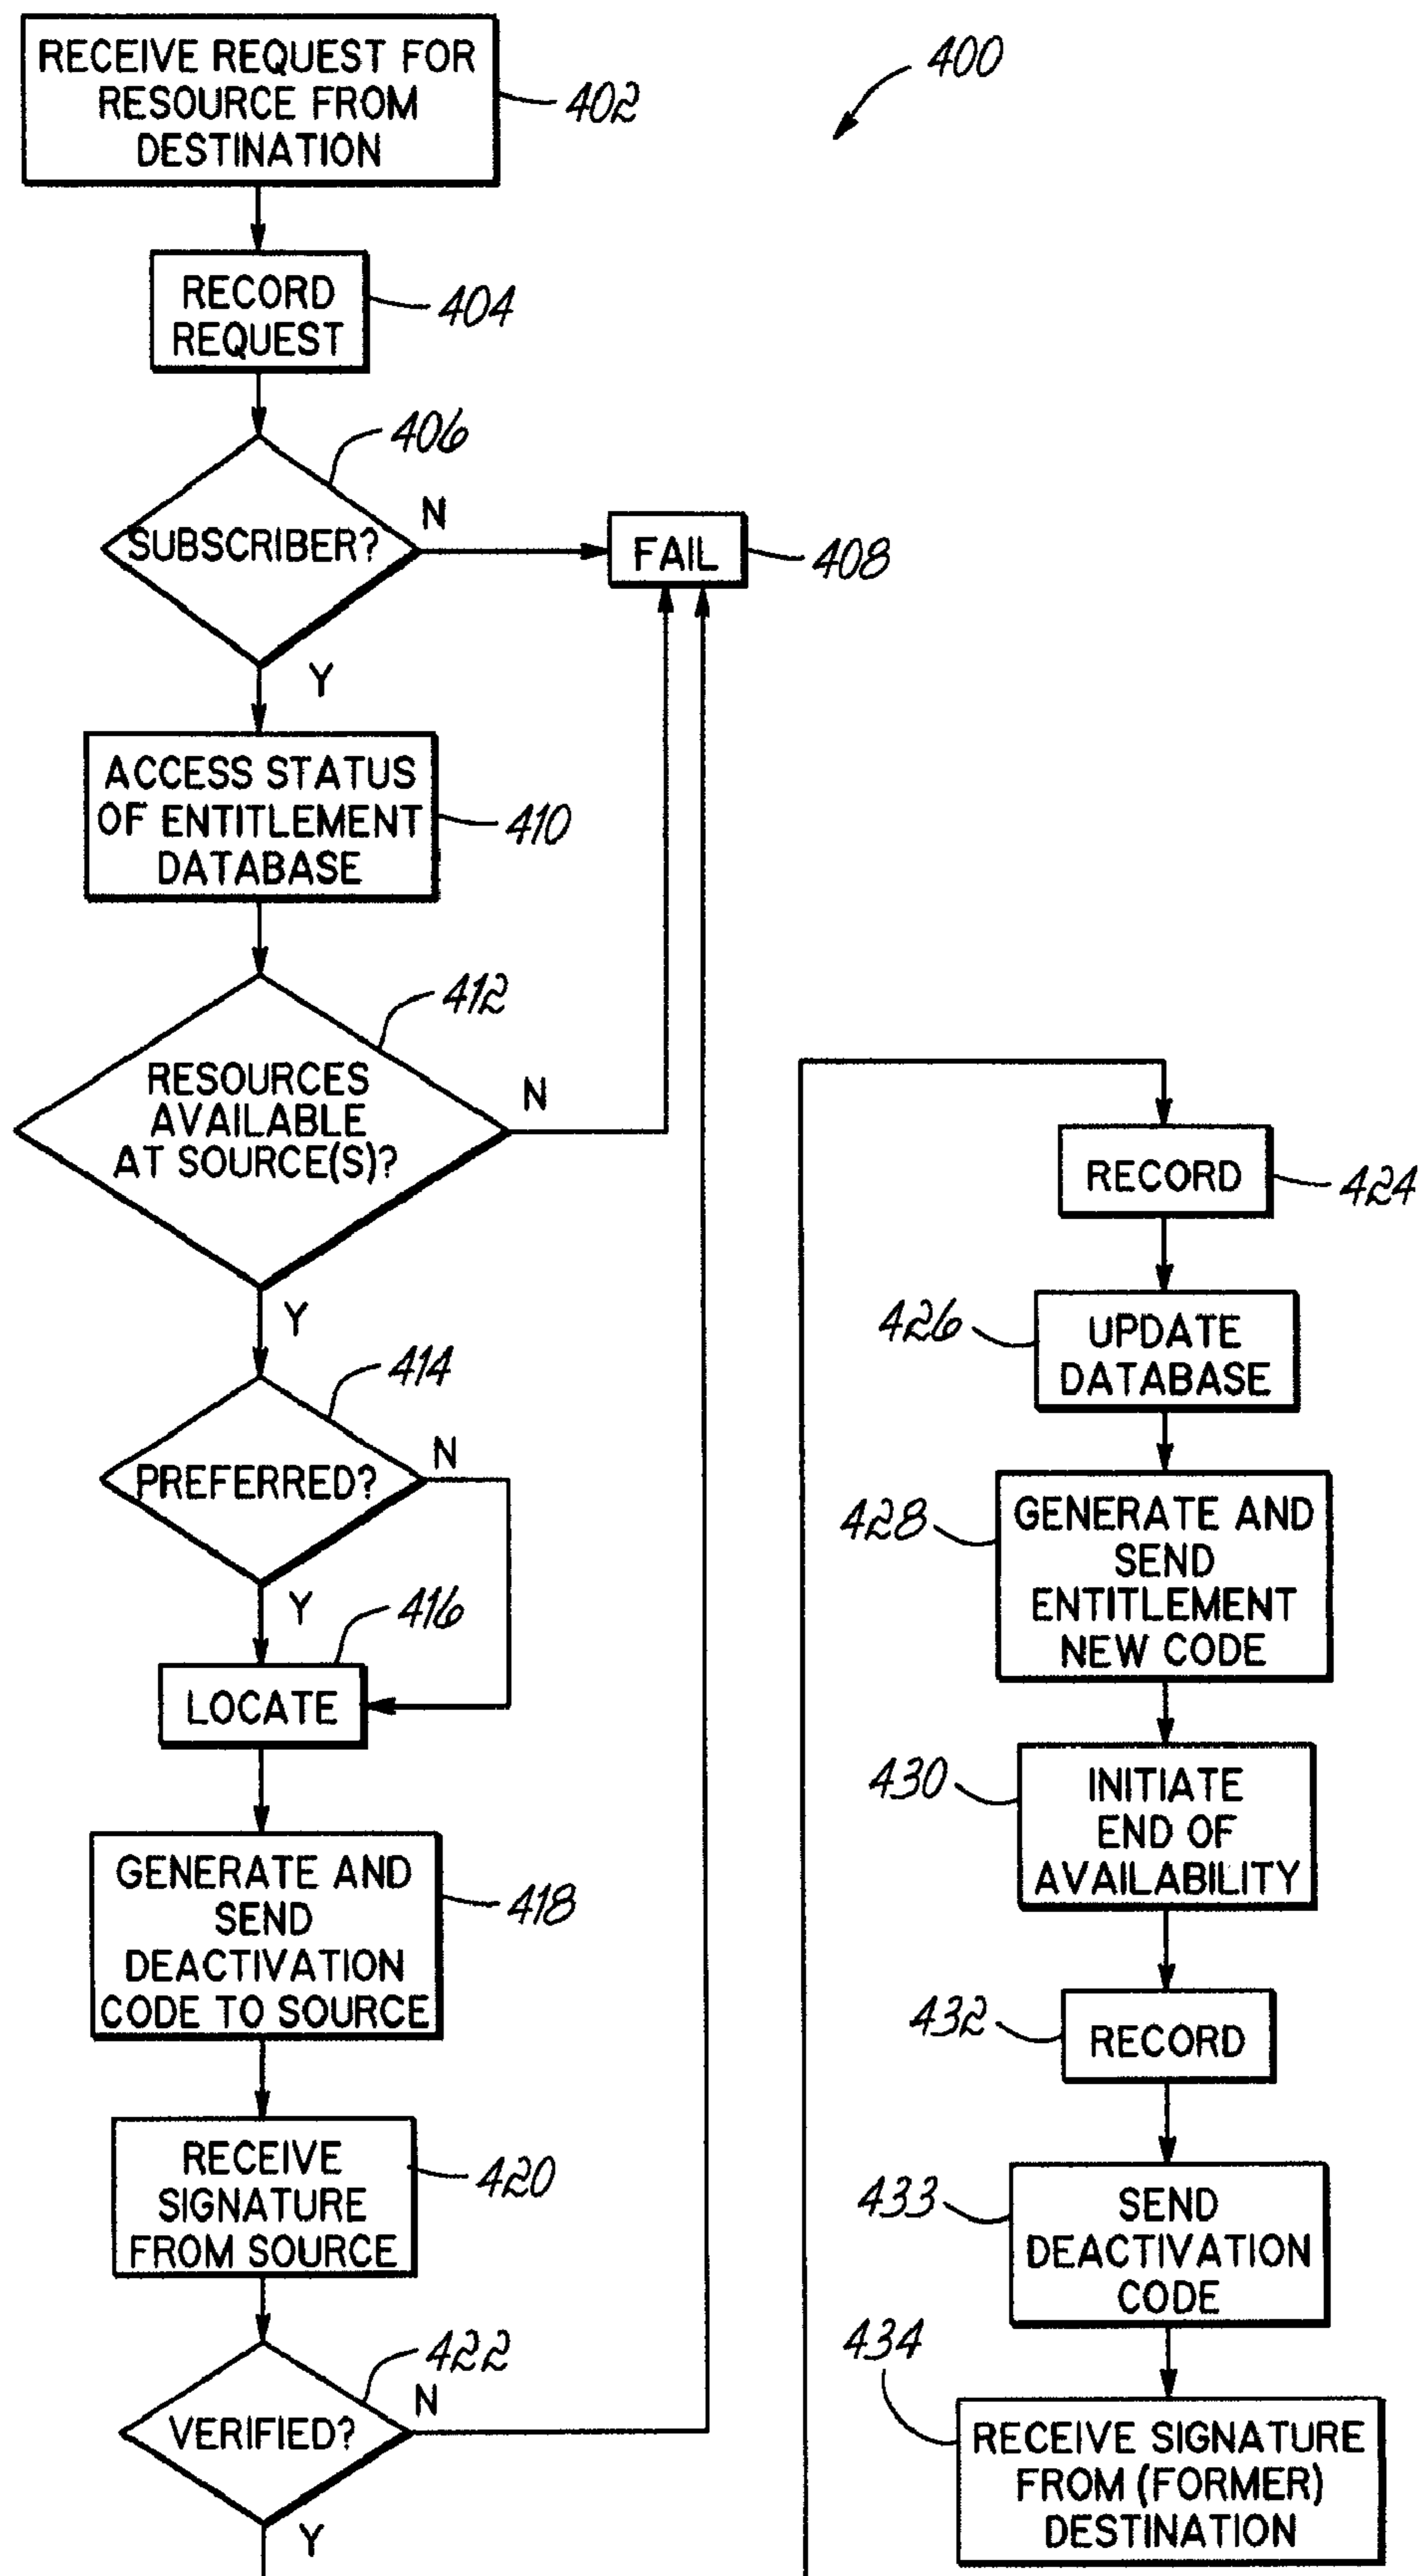 RECEIVE REQUEST FOR
RESOURCE FROM
DESTINATION
402
400
RECORD
REQUEST
404
406
SUBSCRIBER?
N
FAIL
408
Y
ACCESS STATUS
OF ENTITLEMENT
DATABASE
410
412
RESOURCES
AVAILABLE
AT SOURCE(S)?
N
Y
414
PREFERRED?
N
Y
416
LOCATE
GENERATE AND
SEND
DEACTIVATION
CODE TO SOURCE
418
RECEIVE
SIGNATURE
FROM SOURCE
420
422
VERIFIED?
N
Y
RECORD
424
426
UPDATE
DATABASE
428
GENERATE AND
SEND
ENTITLEMENT
NEW CODE
430
INITIATE
END OF
AVAILABILITY
432
RECORD
433
SEND
DEACTIVATION
CODE
434
RECEIVE SIGNATURE
FROM (FORMER)
DESTINATION